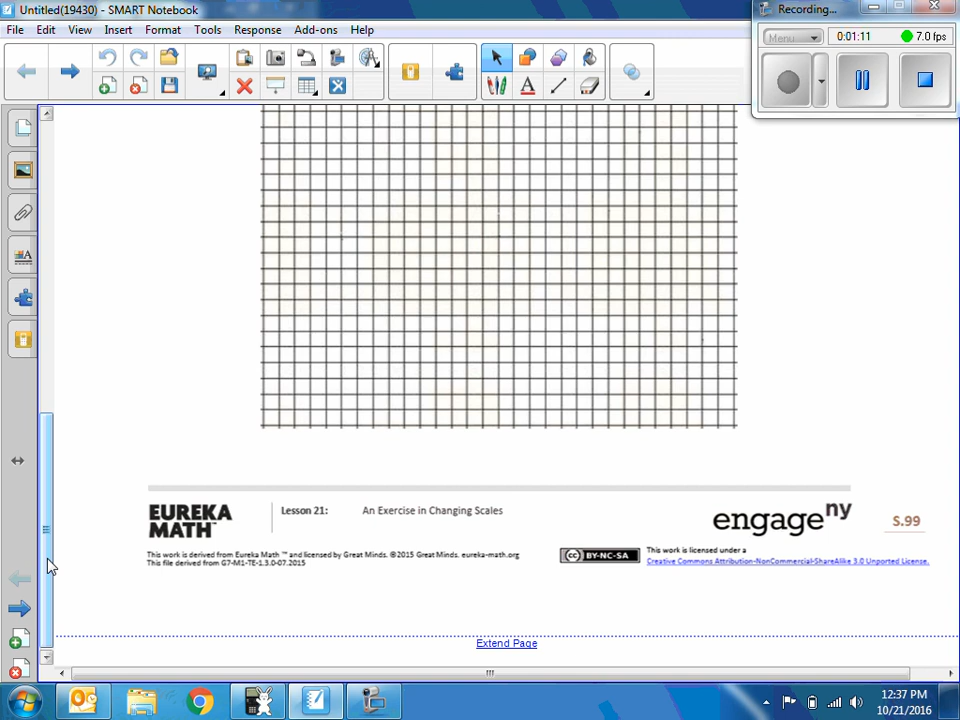 Untitled(19430) - SMART Notebook
File Edit View Insert Format Tools Response Add-ons Help
Recording...
Menu 0:01:11 7.0 fps
EUREKA MATH™
Lesson 21: An Exercise in Changing Scales
engageny
S.99
This work is derived from Eureka Math ™ and licensed by Great Minds. ©2015 Great Minds. eureka-math.org
This file derived from G7-M1-TE-1.3.0-07.2015
CC BY-NC-SA
This work is licensed under a
Creative Commons Attribution-NonCommercial-ShareAlike 3.0 Unported License.
Extend Page
12:37 PM
10/21/2016